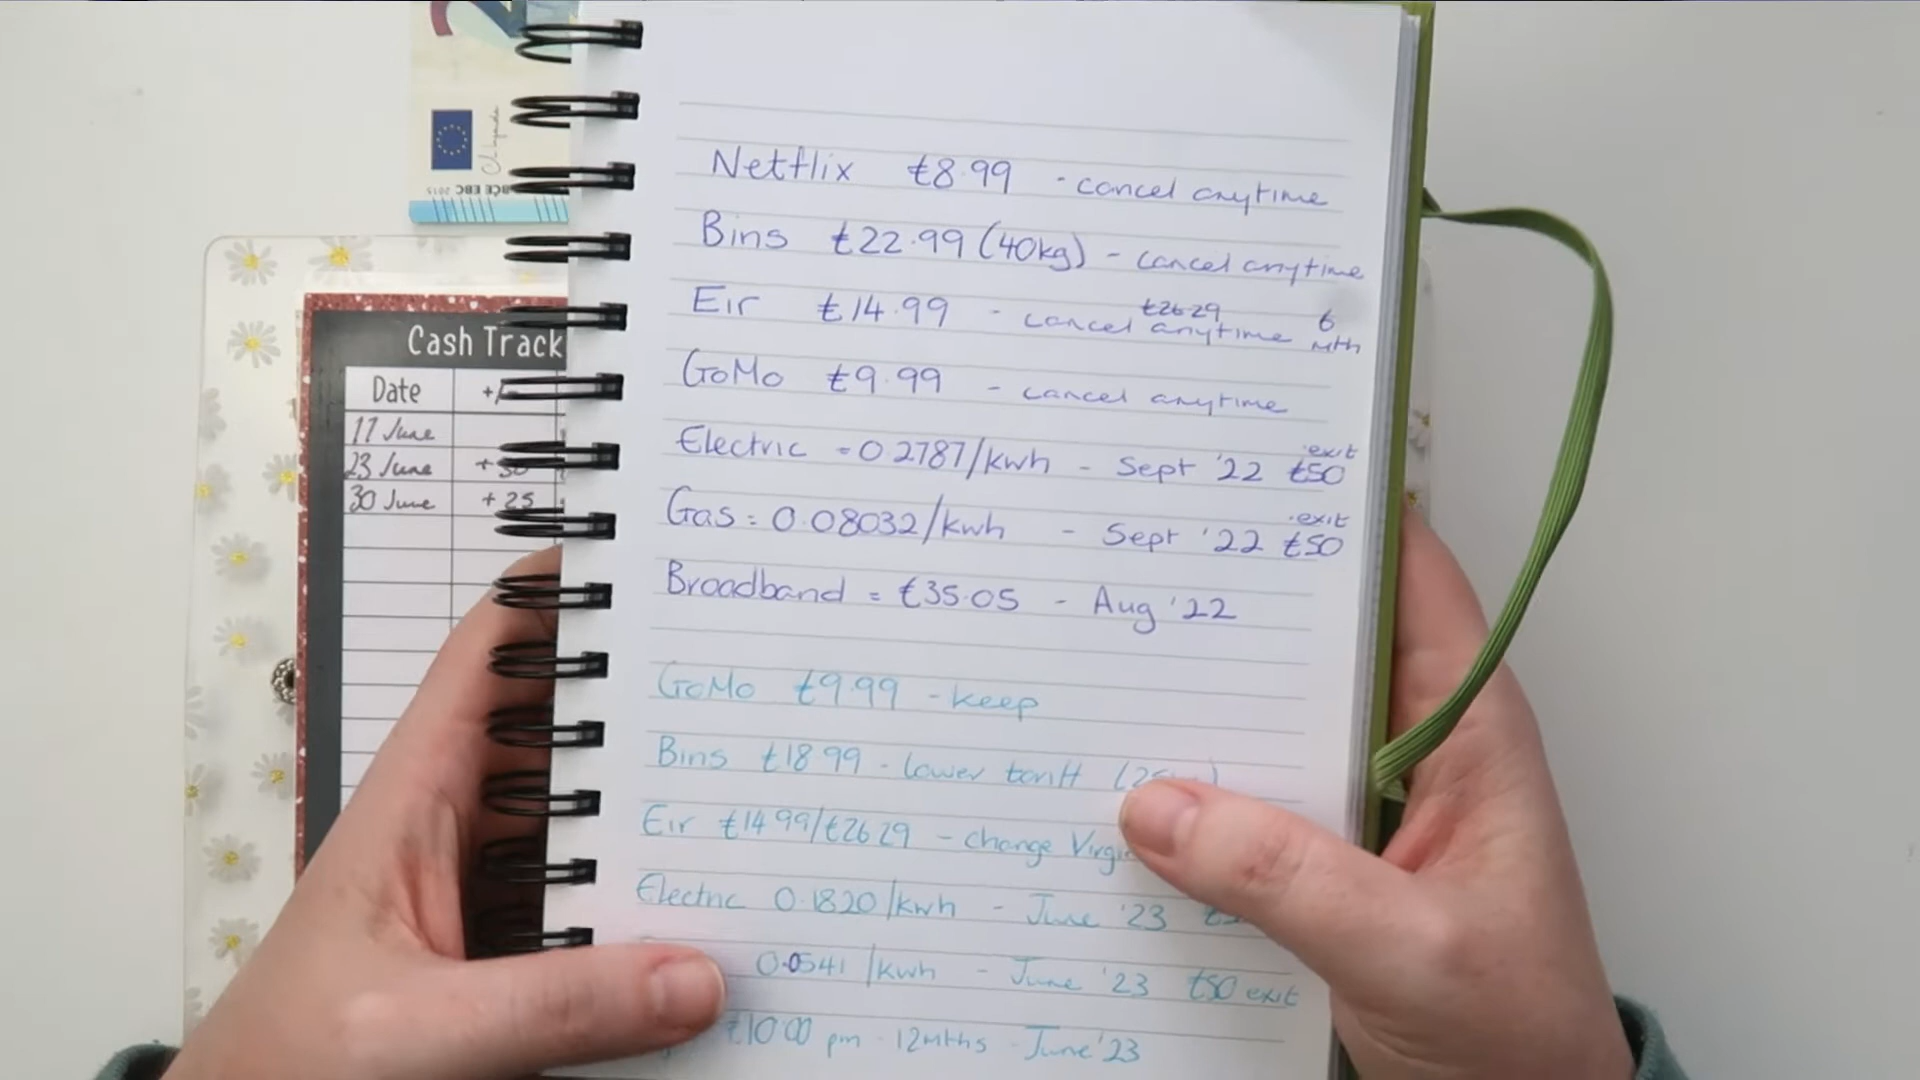 Netflix €8.99 - cancel anytime
Bins €22.99 (40kg) - cancel anytime
€26.29 6
Eir €14.99 - cancel anytime mth
GoMo €9.99 - cancel anytime
.exit
Electric = 0.2787/kwh - Sept '22 €50
.exit
Gas = 0.08032/kwh - Sept '22 €50
Broadband = €35.05 - Aug '22
GoMo €9.99 - keep
Bins €18.99 - lower tariff
Eir €14.99/€26.29 - change
Electric 0.1820/kwh - June '23
0.0541/kwh - June '23 €50 exit
€10.00 pm - 12mths - June '23
Cash Track
Date +/
17 June
23 June
30 June + 25